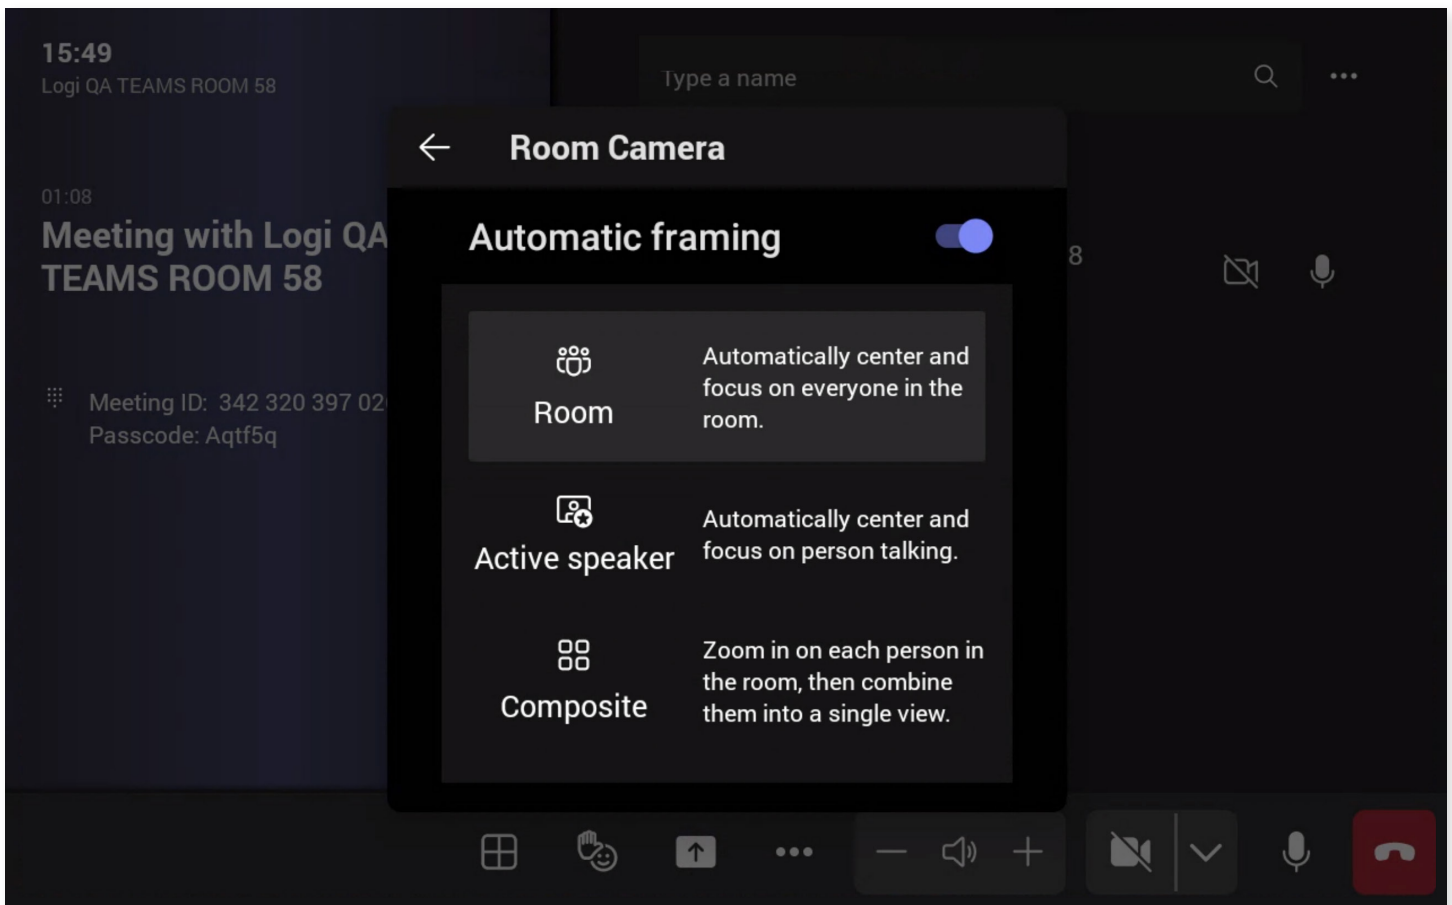 15:49
Logi QA TEAMS ROOM 58
Type a name
Room Camera
01:08
Meeting with Logi QA
TEAMS ROOM 58
Automatic framing
8
Room
Automatically center and
focus on everyone in the
room.
Meeting ID: 342 320 397 02
Passcode: Aqtf5q
Active speaker
Automatically center and
focus on person talking.
Composite
Zoom in on each person in
the room, then combine
them into a single view.